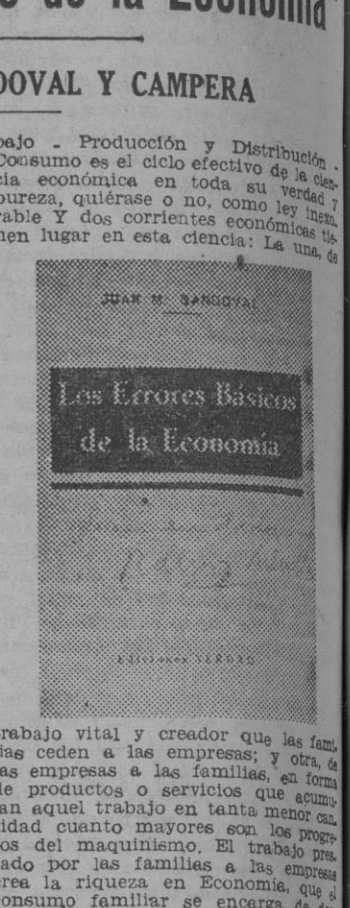 de la Economía
DOVAL Y CAMPERA
bajo - Producción y Distribución -
Consumo es el ciclo efectivo de la cien-
cia económica en toda su verdad y
pureza, quiérase o no, como ley inexo-
rable Y dos corrientes económicas tie-
nen lugar en esta ciencia: La una, de
JUAN M. SANDOVAL
Los Errores Básicos
de la Economía
Ediciones VERDAD
trabajo vital y creador que las fami-
lias ceden a las empresas; y otra, de
las empresas a las familias, en forma
de productos o servicios que acumu-
lan aquel trabajo en tanta menor can-
tidad cuanto mayores son los progre-
sos del maquinismo. El trabajo pres-
tado por las familias a las empresas
crea la riqueza en Economía, que el
consumo familiar se encarga de